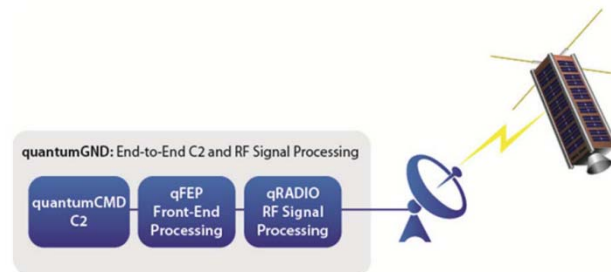 quantumGND: End-to-End C2 and RF Signal Processing
quantumCMD
C2
qFEP
Front-End
Processing
qRADIO
RF Signal
Processing